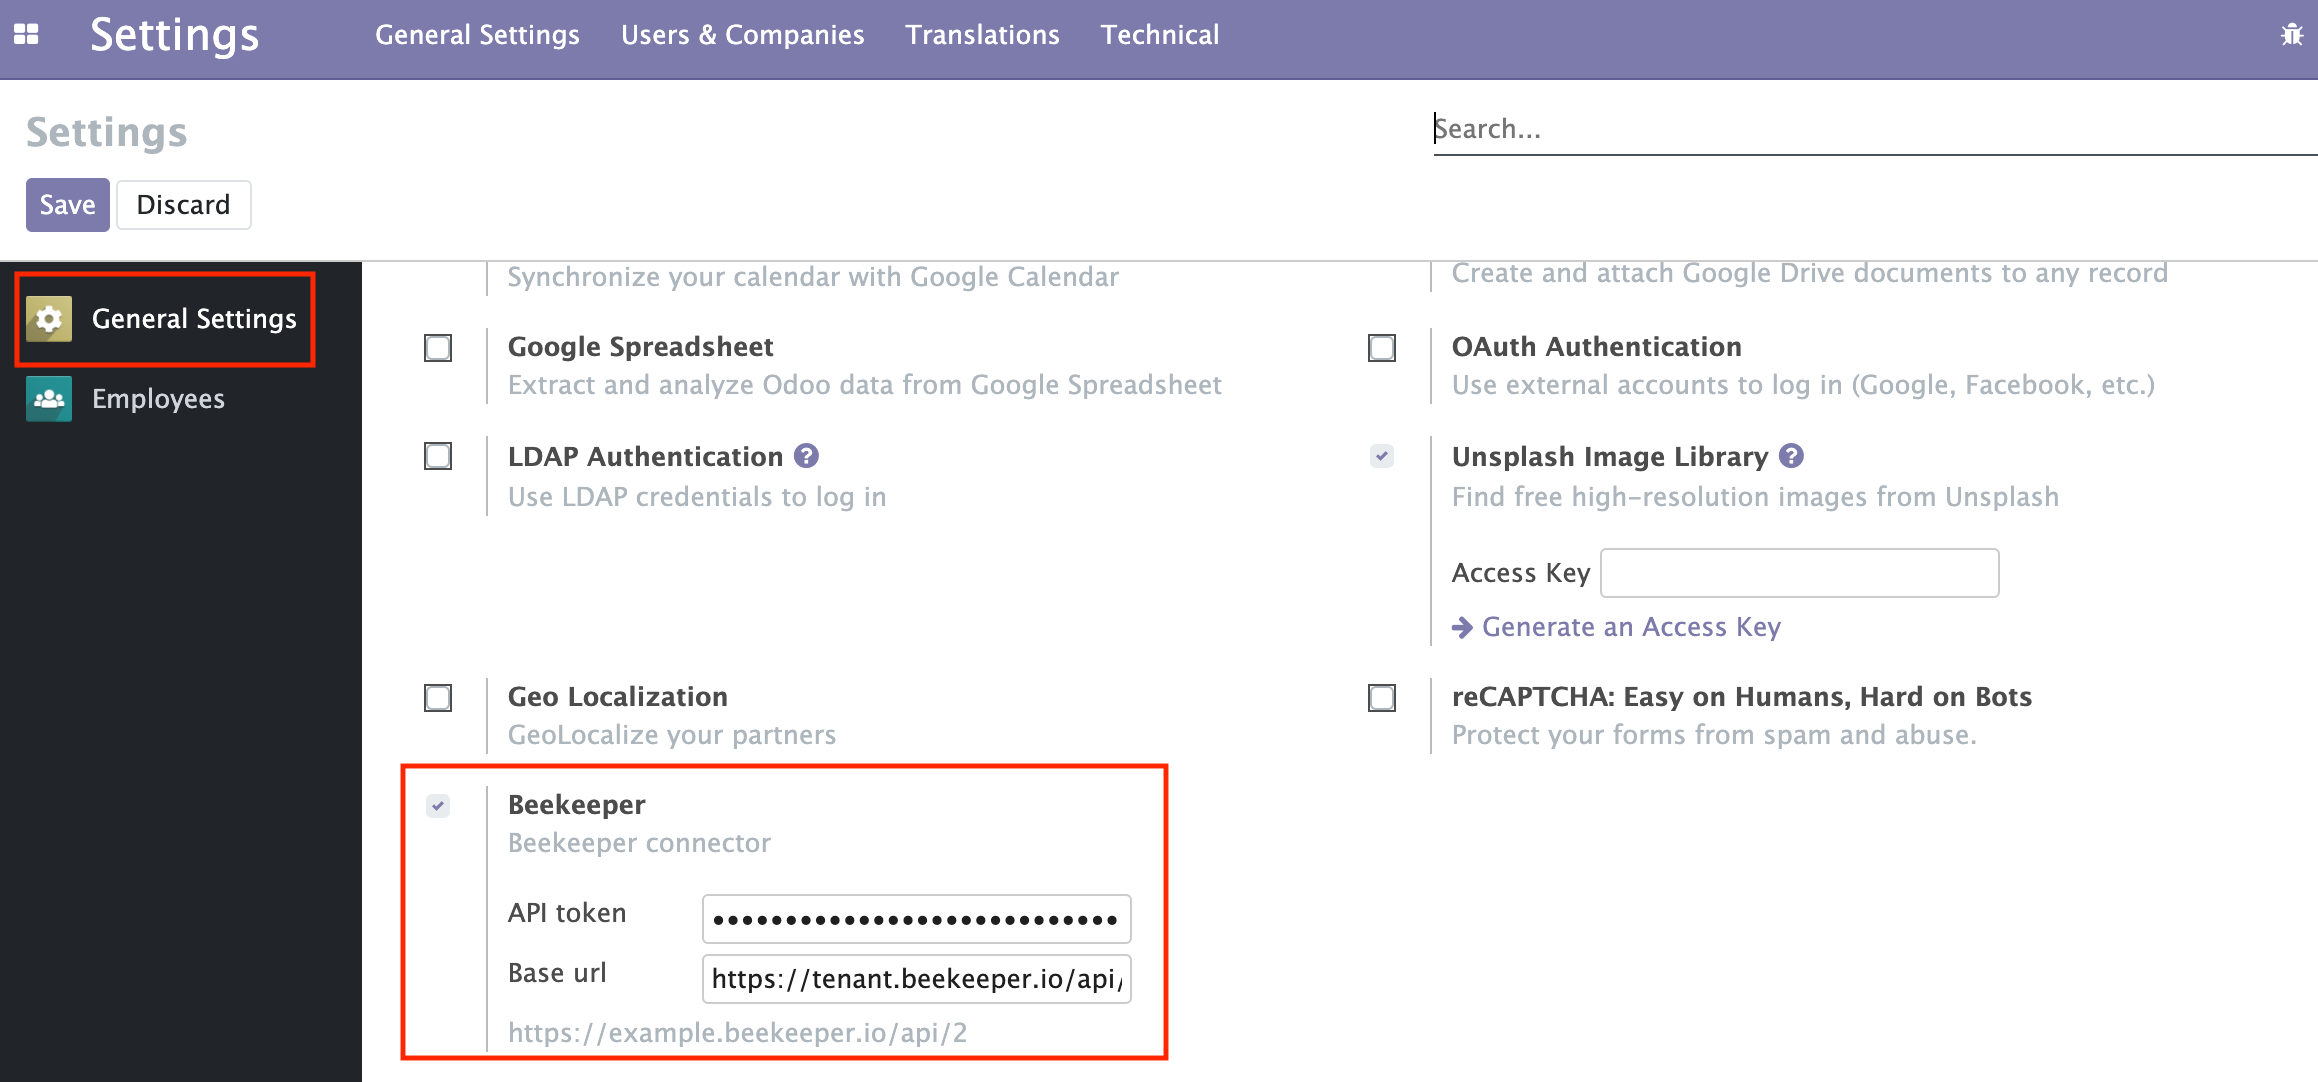 Settings
General Settings
Users & Companies
Translations
Technical
Settings
Search...
Save
Discard
General Settings
Employees
Synchronize your calendar with Google Calendar
Create and attach Google Drive documents to any record
Google Spreadsheet
Extract and analyze Odoo data from Google Spreadsheet
OAuth Authentication
Use external accounts to log in (Google, Facebook, etc.)
LDAP Authentication ?
Use LDAP credentials to log in
Unsplash Image Library ?
Find free high-resolution images from Unsplash
Access Key
Generate an Access Key
Geo Localization
GeoLocalize your partners
reCAPTCHA: Easy on Humans, Hard on Bots
Protect your forms from spam and abuse.
Beekeeper
Beekeeper connector
API token
Base url
https://tenant.beekeeper.io/api/
https://example.beekeeper.io/api/2